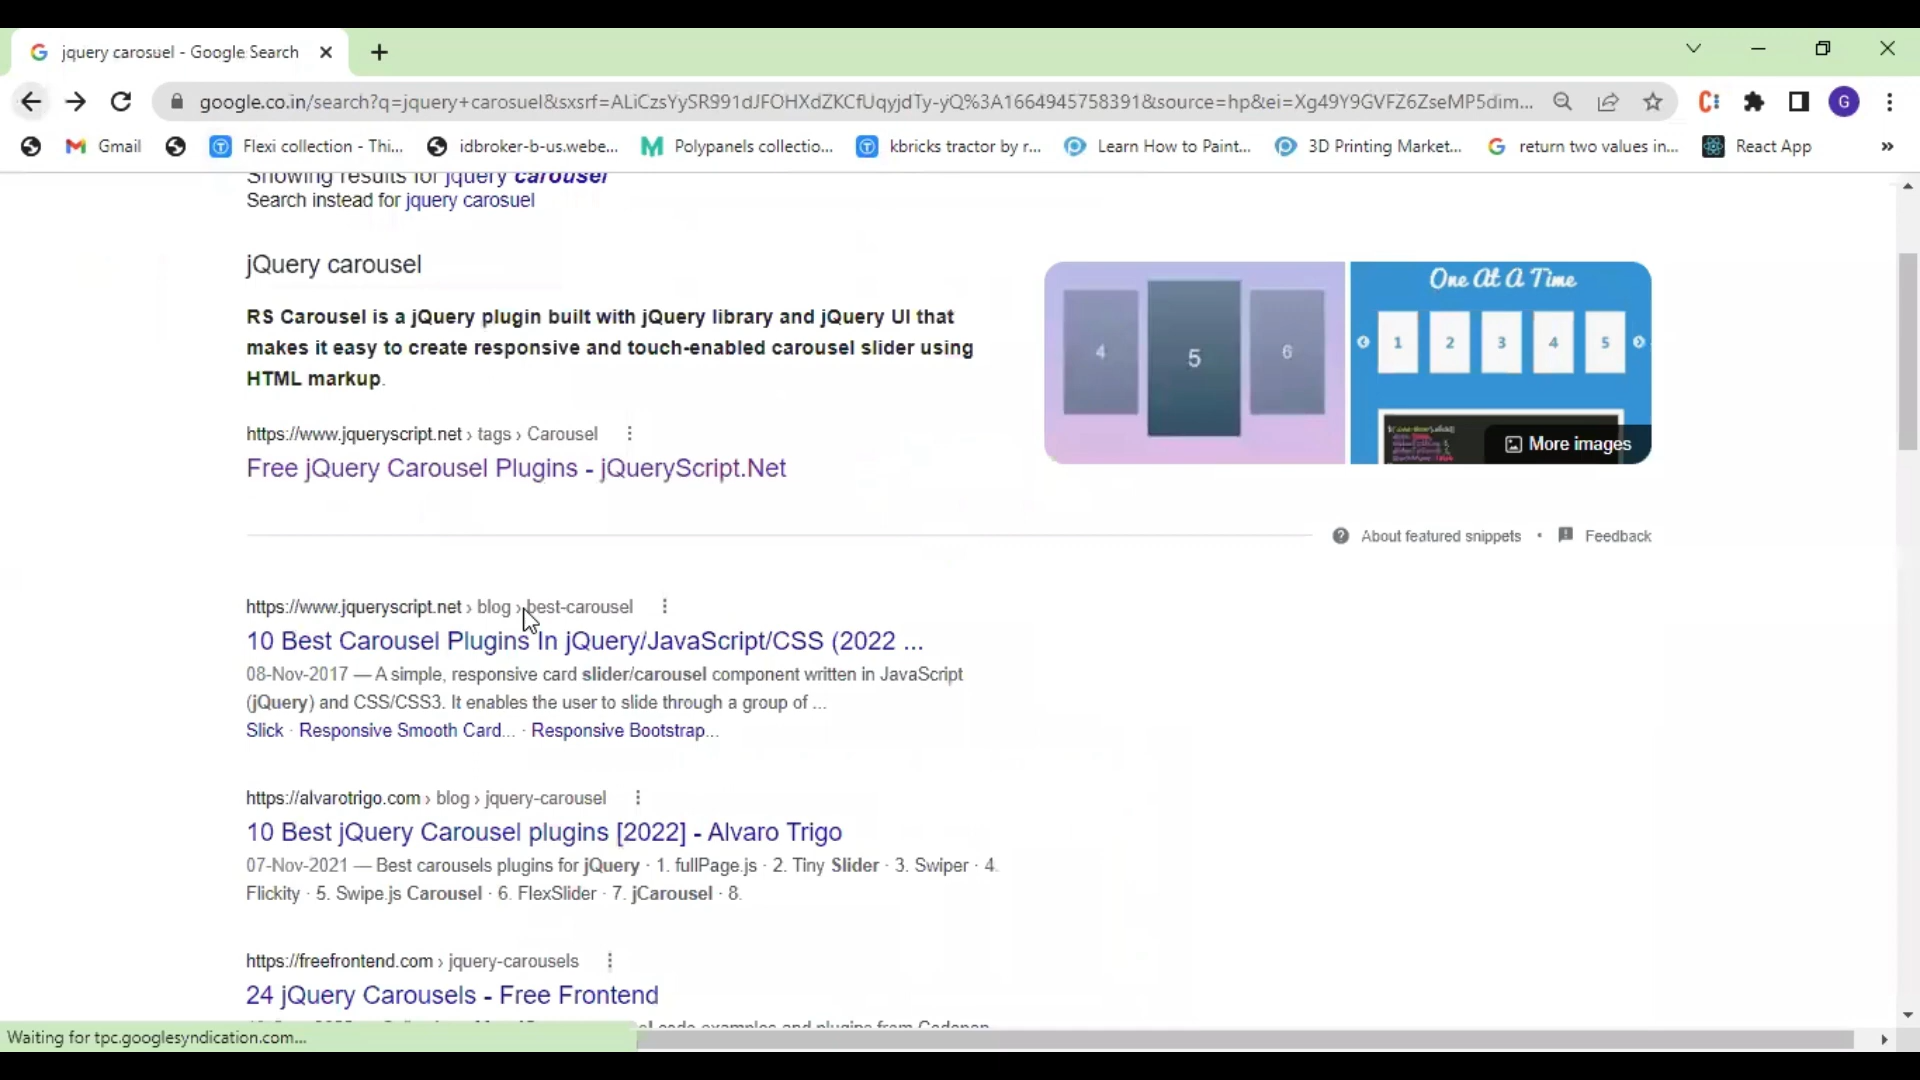 jquery carosuel - Google Search
google.co.in/search?q=jquery+carosuel&sxsrf=ALiCzsYySR991dJFOHXdZKCfUqyjdTy-yQ%3A1664945758391&source=hp&ei=Xg49Y9GVFZ6ZseMP5dim...
G
Gmail
Flexi collection - Thi...
idbroker-b-us.webe...
Polypanels collectio...
kbricks tractor by r...
Learn How to Paint...
3D Printing Market...
return two values in...
React App
»
Showing results for jquery carousel
Search instead for jquery carosuel
jQuery carousel
RS Carousel is a jQuery plugin built with jQuery library and jQuery UI that
makes it easy to create responsive and touch-enabled carousel slider using
HTML markup.
4
5
6
One At A Time
1 2 3 4 5
More images
https://www.jqueryscript.net › tags › Carousel
Free jQuery Carousel Plugins - jQueryScript.Net
About featured snippets • Feedback
https://www.jqueryscript.net › blog › best-carousel
10 Best Carousel Plugins In jQuery/JavaScript/CSS (2022 ...
08-Nov-2017 — A simple, responsive card slider/carousel component written in JavaScript
(jQuery) and CSS/CSS3. It enables the user to slide through a group of ...
Slick · Responsive Smooth Card... · Responsive Bootstrap...
https://alvarotrigo.com › blog › jquery-carousel
10 Best jQuery Carousel plugins [2022] - Alvaro Trigo
07-Nov-2021 — Best carousels plugins for jQuery · 1. fullPage.js · 2. Tiny Slider · 3. Swiper · 4.
Flickity · 5. Swipe.js Carousel · 6. FlexSlider · 7. jCarousel · 8.
https://freefrontend.com › jquery-carousels
24 jQuery Carousels - Free Frontend
code examples and plugins from Codepen
Waiting for tpc.googlesyndication.com...